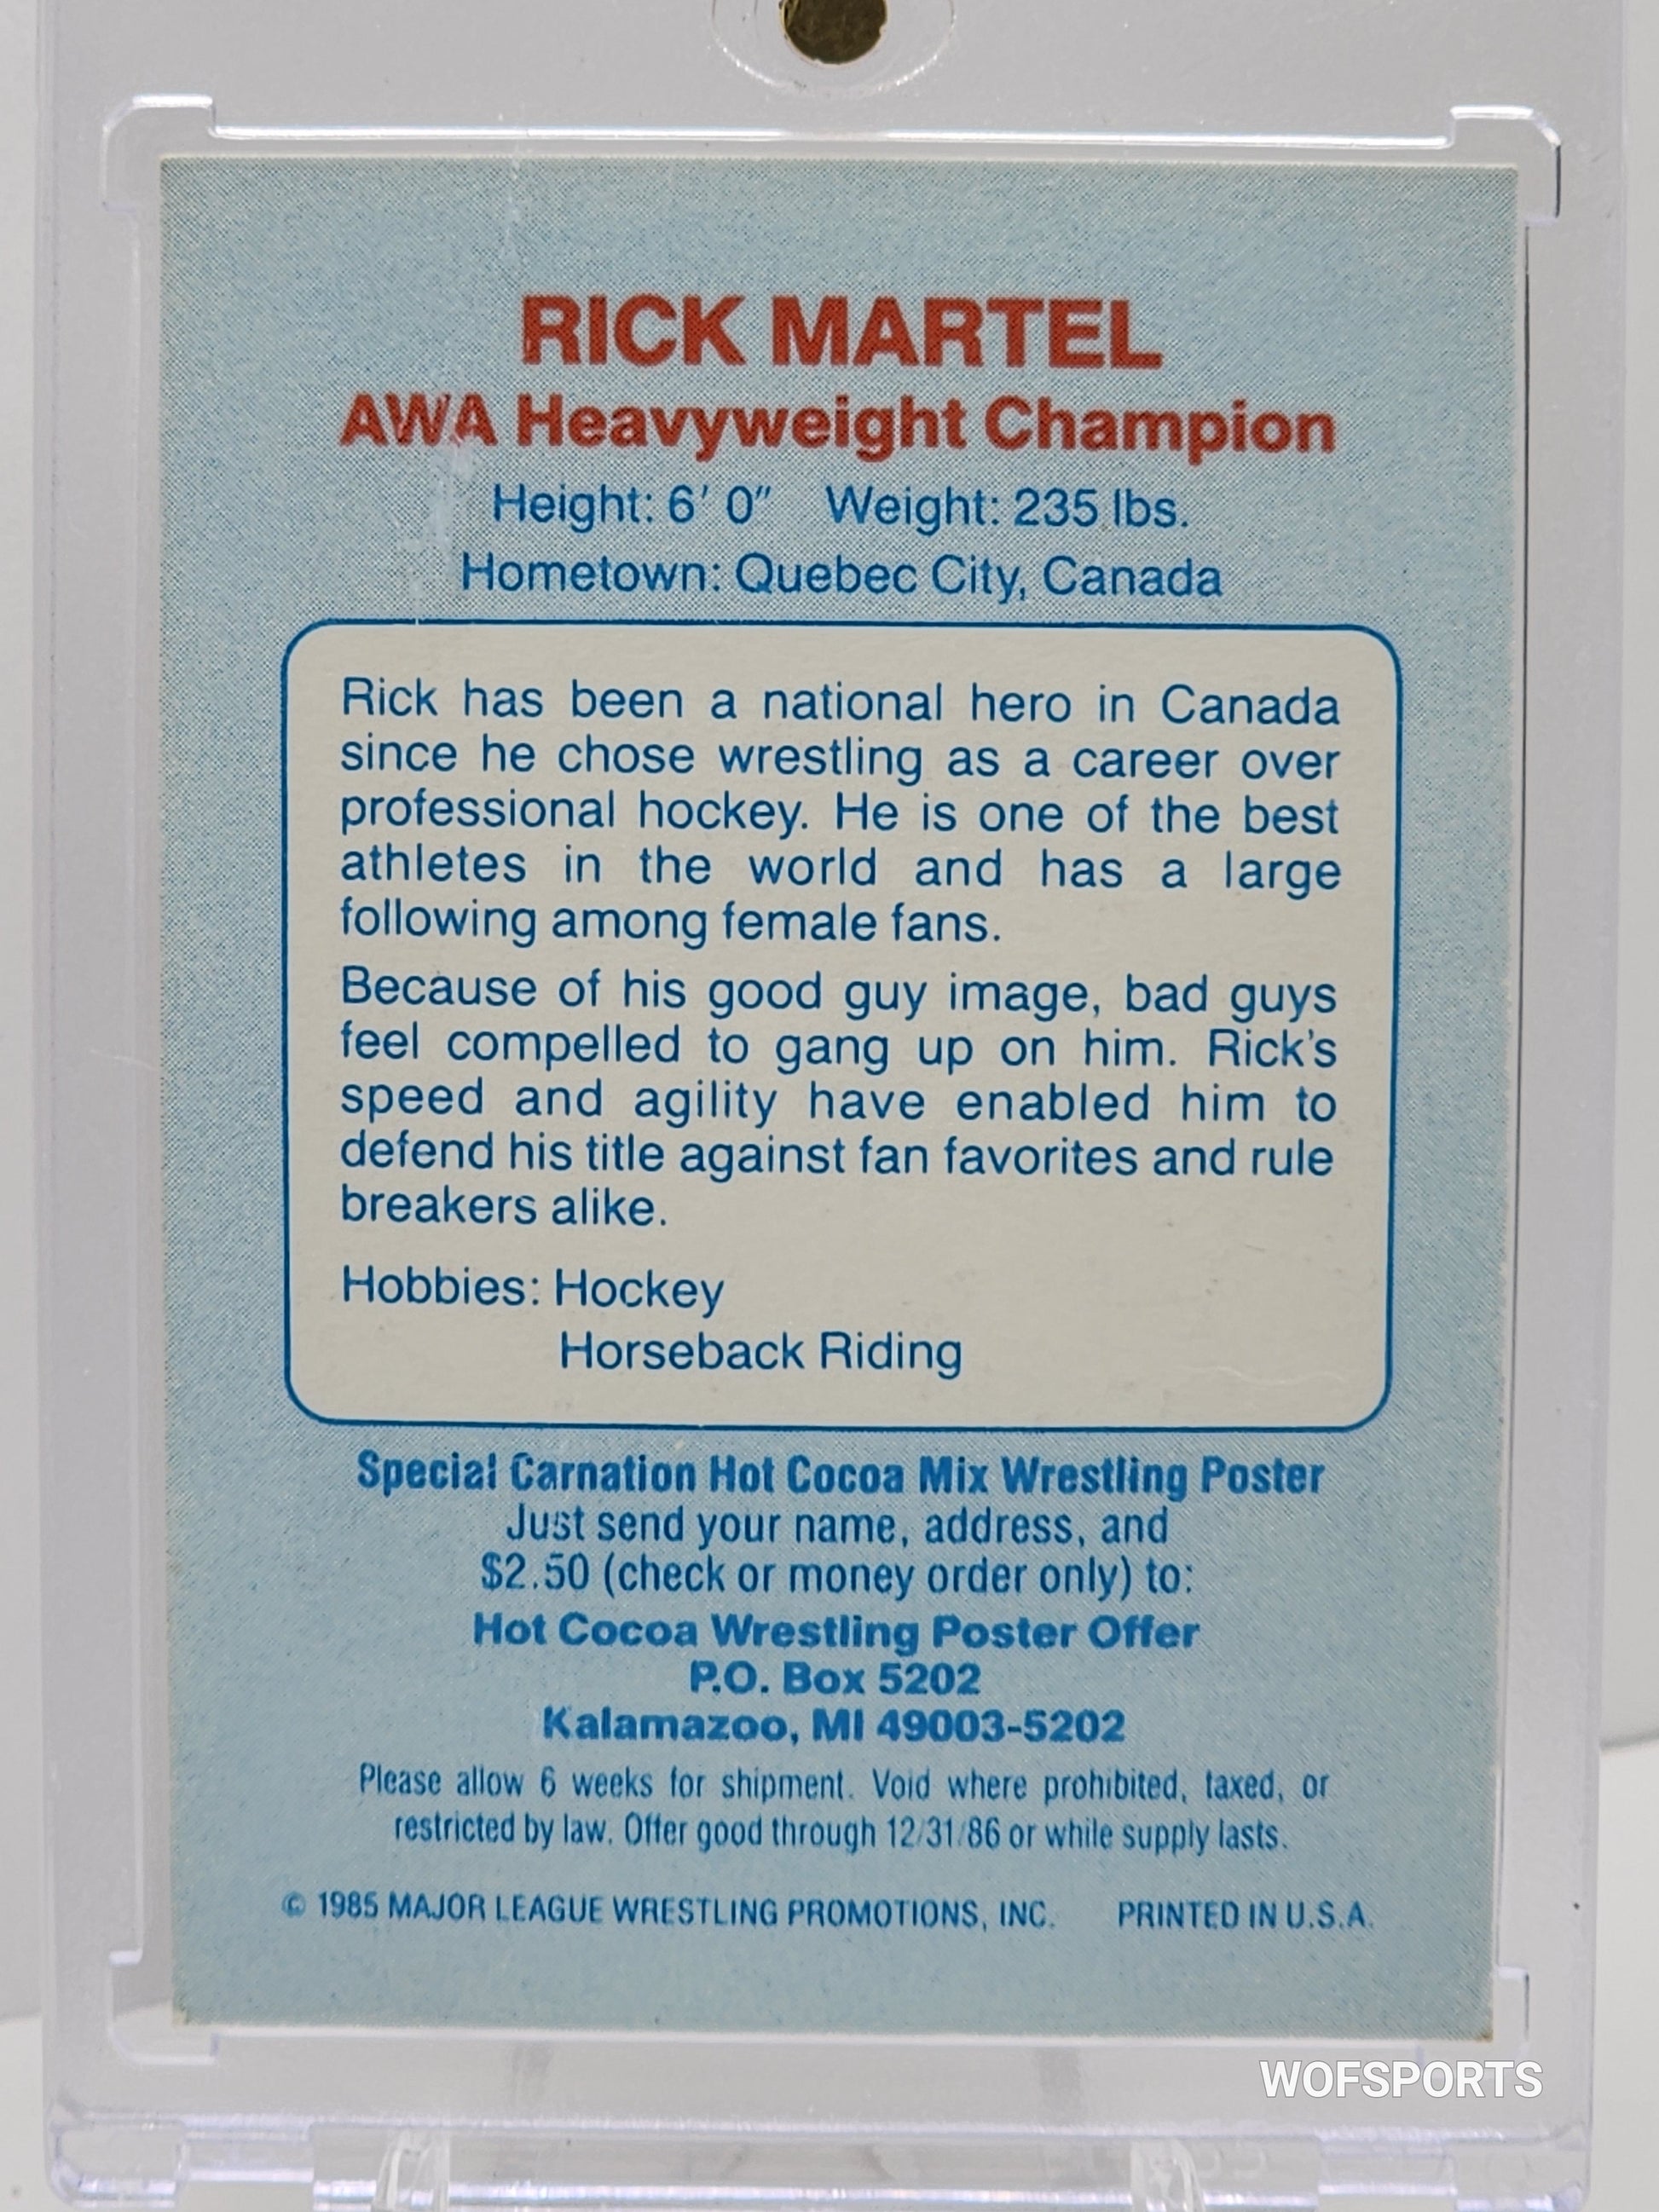 RICK MARTEL
AWA Heavyweight Champion
Height: 6' 0" Weight: 235 lbs.
Hometown: Quebec City, Canada
Rick has been a national hero in Canada
since he chose wrestling as a career over
professional hockey. He is one of the best
athletes in the world and has a large
following among female fans.
Because of his good guy image, bad guys
feel compelled to gang up on him. Rick's
speed and agility have enabled him to
defend his title against fan favorites and rule
breakers alike.
Hobbies: Hockey
Horseback Riding
Special Carnation Hot Cocoa Mix Wrestling Poster
Just send your name, address, and
$2.50 (check or money order only) to:
Hot Cocoa Wrestling Poster Offer
P.O. Box 5202
Kalamazoo, MI 49003-5202
Please allow 6 weeks for shipment. Void where prohibited, taxed, or
restricted by law. Offer good through 12/31/86 or while supply lasts.
© 1985 MAJOR LEAGUE WRESTLING PROMOTIONS, INC. PRINTED IN U.S.A.
WOFSPORTS